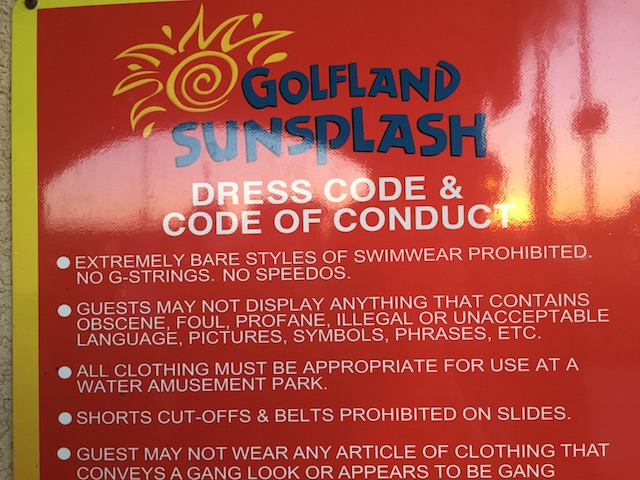 GOLFLAND
SUNSPLASH
DRESS CODE &
CODE OF CONDUCT
● EXTREMELY BARE STYLES OF SWIMWEAR PROHIBITED.
NO G-STRINGS. NO SPEEDOS.
● GUESTS MAY NOT DISPLAY ANYTHING THAT CONTAINS
OBSCENE, FOUL, PROFANE, ILLEGAL OR UNACCEPTABLE
LANGUAGE, PICTURES, SYMBOLS, PHRASES, ETC.
● ALL CLOTHING MUST BE APPROPRIATE FOR USE AT A
WATER AMUSEMENT PARK.
● SHORTS CUT-OFFS & BELTS PROHIBITED ON SLIDES.
● GUEST MAY NOT WEAR ANY ARTICLE OF CLOTHING THAT
CONVEYS A GANG LOOK OR APPEARS TO BE GANG